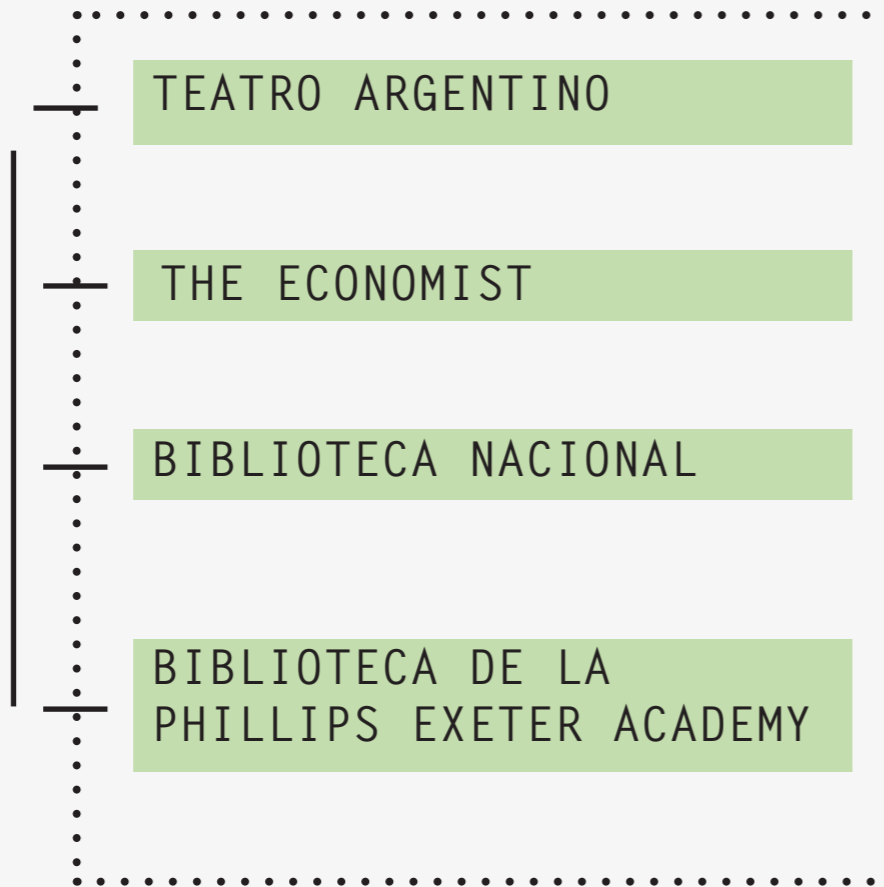 TEATRO ARGENTINO
THE ECONOMIST
BIBLIOTECA NACIONAL
BIBLIOTECA DE LA
PHILLIPS EXETER ACADEMY